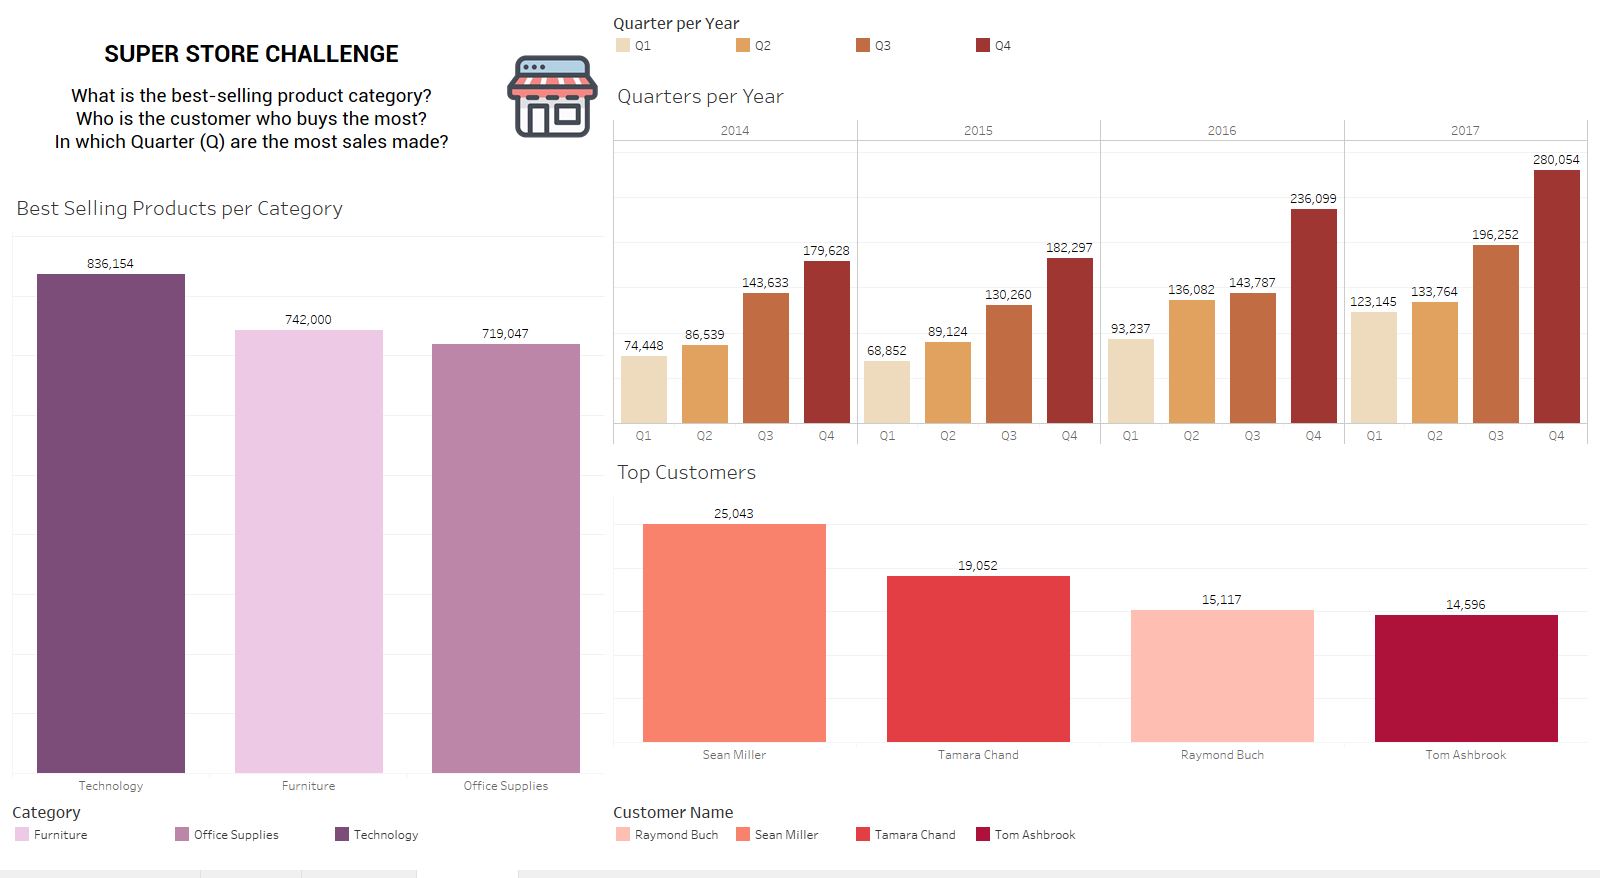 SUPER STORE CHALLENGE
What is the best-selling product category?
Who is the customer who buys the most?
In which Quarter (Q) are the most sales made?
Best Selling Products per Category
836,154
742,000
719,047
Technology
Furniture
Office Supplies
Category
Furniture
Office Supplies
Technology
Quarter per Year
Q1
Q2
Q3
Q4
Quarters per Year
2014
2015
2016
2017
74,448
86,539
143,633
179,628
68,852
89,124
130,260
182,297
93,237
136,082
143,787
236,099
123,145
133,764
196,252
280,054
Q1
Q2
Q3
Q4
Q1
Q2
Q3
Q4
Q1
Q2
Q3
Q4
Q1
Q2
Q3
Q4
Top Customers
25,043
19,052
15,117
14,596
Sean Miller
Tamara Chand
Raymond Buch
Tom Ashbrook
Customer Name
Raymond Buch
Sean Miller
Tamara Chand
Tom Ashbrook